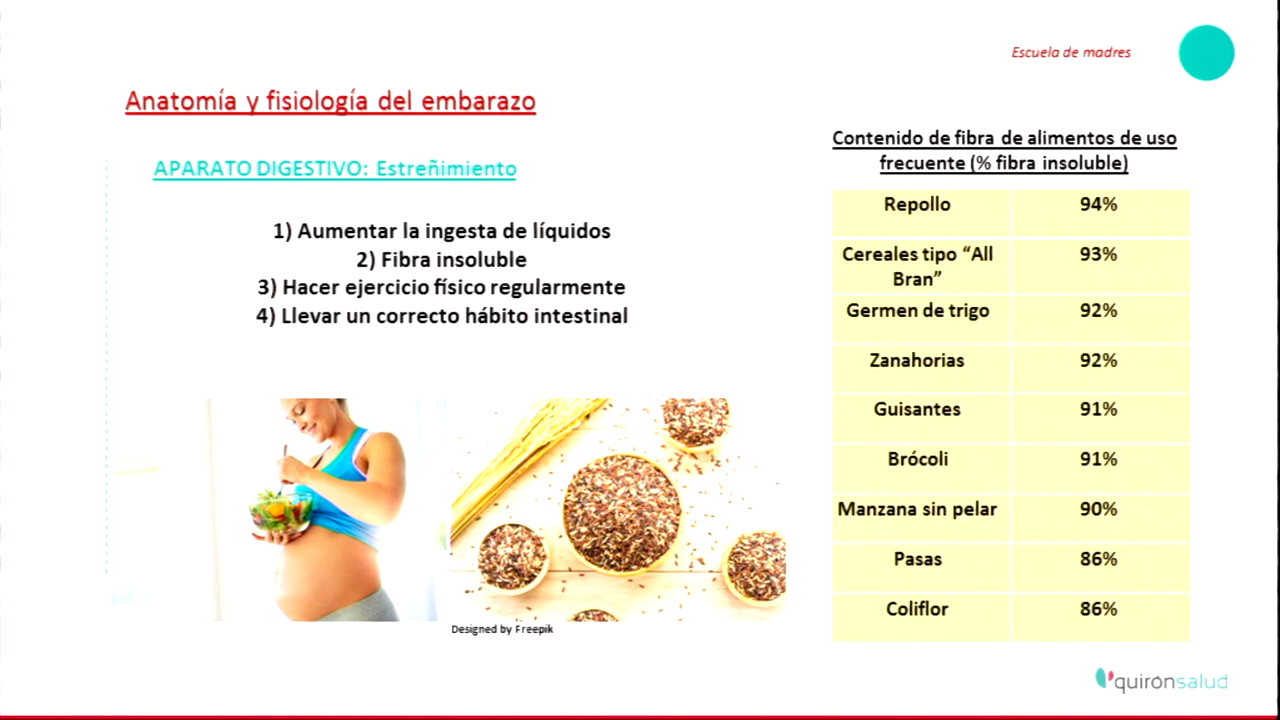 Escuela de madres
Anatomía y fisiología del embarazo
APARATO DIGESTIVO: Estreñimiento
1) Aumentar la ingesta de líquidos
2) Fibra insoluble
3) Hacer ejercicio físico regularmente
4) Llevar un correcto hábito intestinal
Designed by Freepik
Contenido de fibra de alimentos de uso
frecuente (% fibra insoluble)
Repollo 94%
Cereales tipo “All 93%
Bran”
Germen de trigo 92%
Zanahorias 92%
Guisantes 91%
Brócoli 91%
Manzana sin pelar 90%
Pasas 86%
Coliflor 86%
quirónsalud